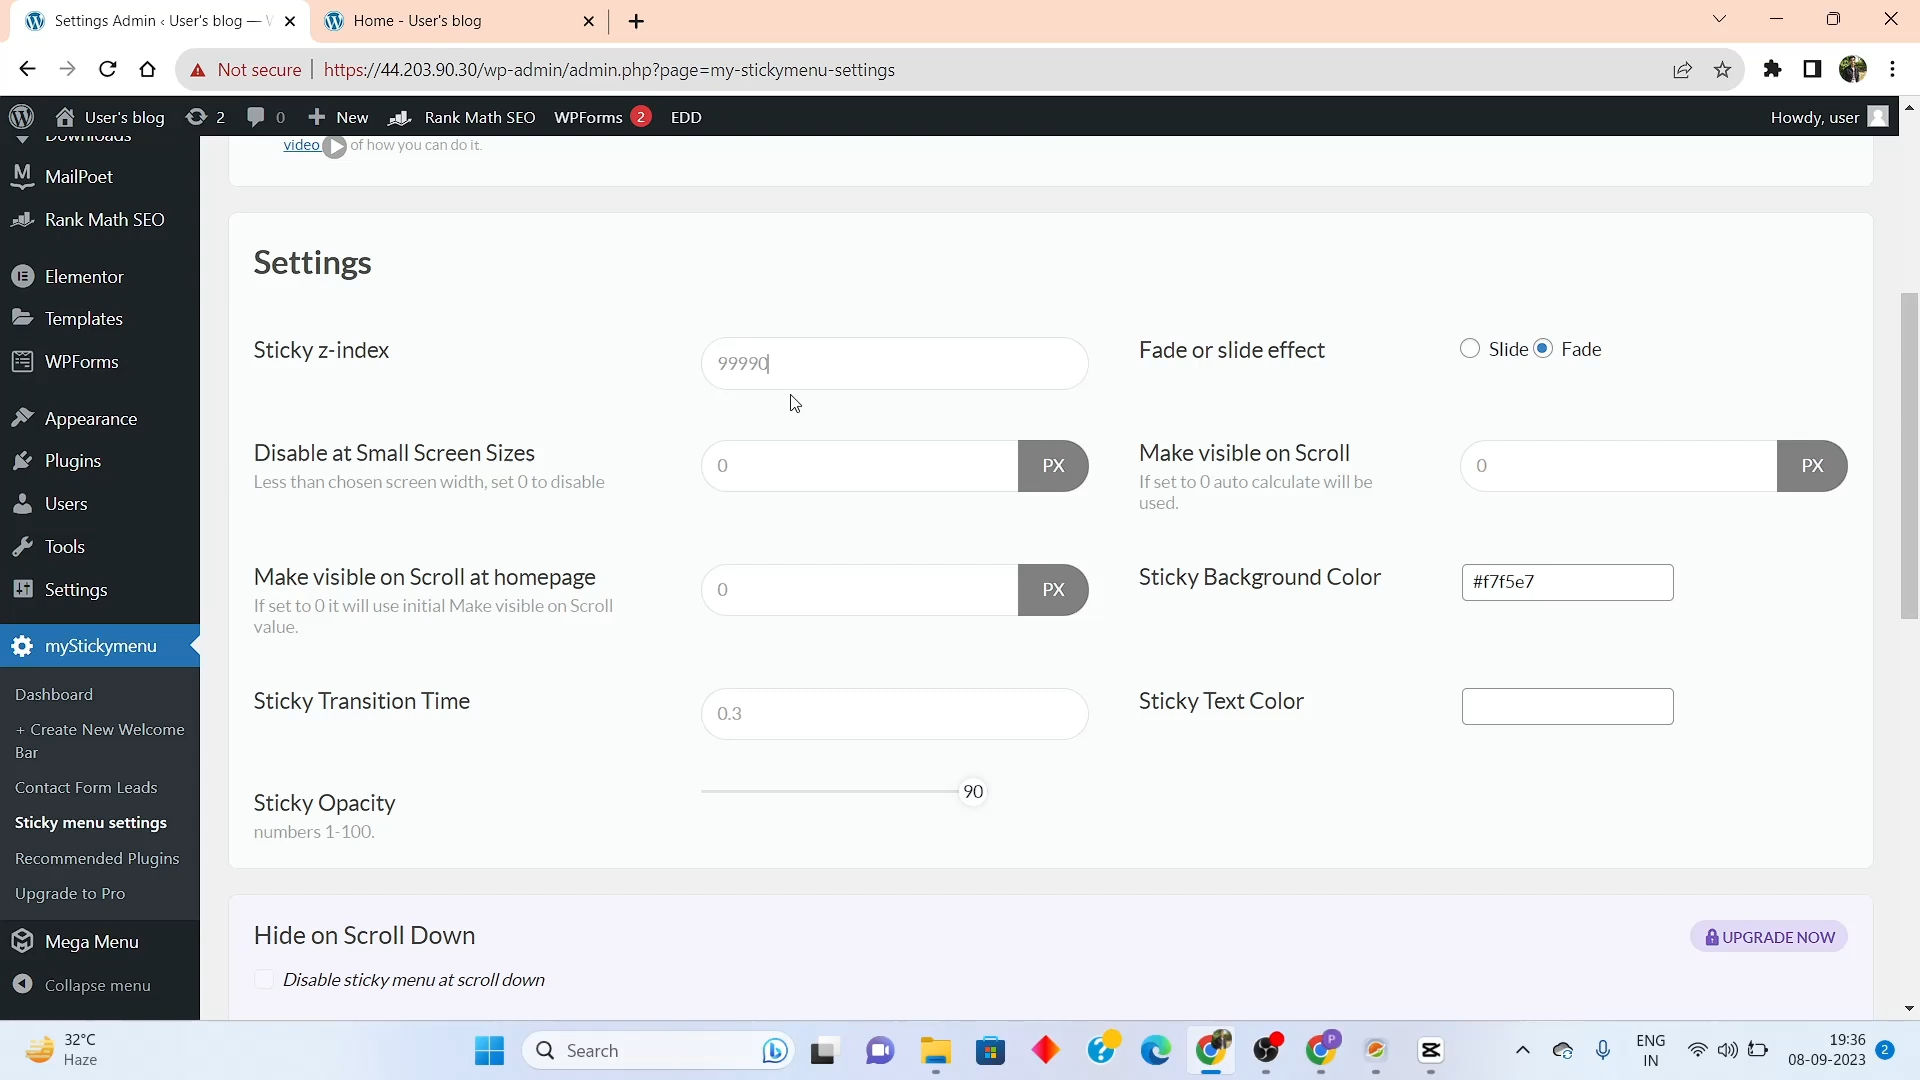 Settings Admin ‹ User's blog —
Home - User's blog
Not secure
https://44.203.90.30/wp-admin/admin.php?page=my-stickymenu-settings
User's blog
2
0
New
Rank Math SEO
WPForms 2
EDD
Howdy, user
Downloads
MailPoet
Rank Math SEO
Elementor
Templates
WPForms
Appearance
Plugins
Users
Tools
Settings
myStickymenu
Dashboard
+ Create New Welcome
Bar
Contact Form Leads
Sticky menu settings
Recommended Plugins
Upgrade to Pro
Mega Menu
Collapse menu
video of how you can do it.
Settings
Sticky z-index
99990
Fade or slide effect
Slide
Fade
Disable at Small Screen Sizes
Less than chosen screen width, set 0 to disable
0
PX
Make visible on Scroll
If set to 0 auto calculate will be
used.
0
PX
Make visible on Scroll at homepage
If set to 0 it will use initial Make visible on Scroll
value.
0
PX
Sticky Background Color
#f7f5e7
Sticky Transition Time
0.3
Sticky Text Color
Sticky Opacity
numbers 1-100.
90
Hide on Scroll Down
UPGRADE NOW
Disable sticky menu at scroll down
32°C
Haze
Search
ENG
IN
19:36
08-09-2023
2